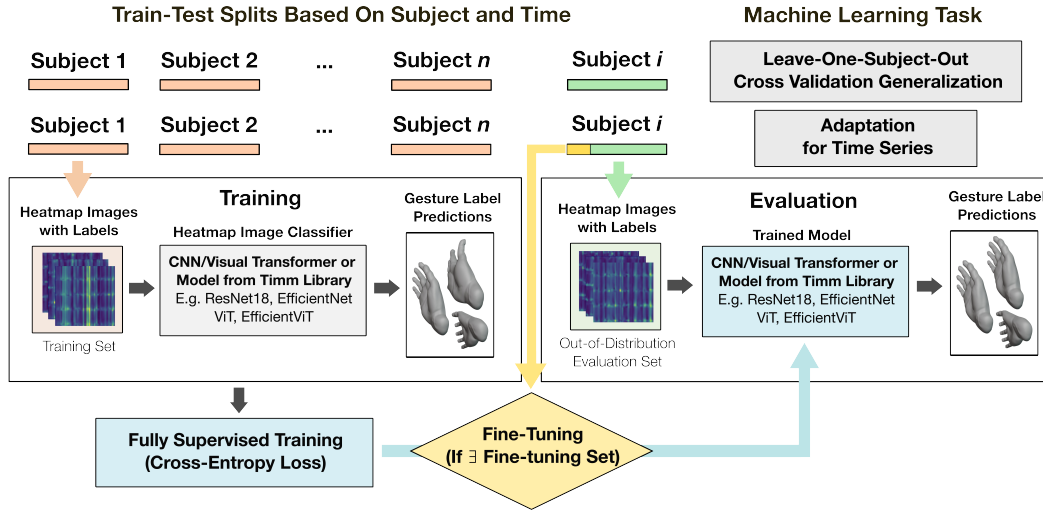 Train-Test Splits Based On Subject and Time
Machine Learning Task
Subject 1
Subject 2
...
Subject n
Subject i
Leave-One-Subject-Out
Cross Validation Generalization
Subject 1
Subject 2
...
Subject n
Subject i
Adaptation
for Time Series
Training
Heatmap Images
with Labels
Heatmap Image Classifier
CNN/Visual Transformer or
Model from Timm Library
E.g. ResNet18, EfficientNet
ViT, EfficientViT
Gesture Label
Predictions
Training Set
Evaluation
Heatmap Images
with Labels
Trained Model
CNN/Visual Transformer or
Model from Timm Library
E.g. ResNet18, EfficientNet
ViT, EfficientViT
Gesture Label
Predictions
Out-of-Distribution
Evaluation Set
Fully Supervised Training
(Cross-Entropy Loss)
Fine-Tuning
(If ∃ Fine-tuning Set)